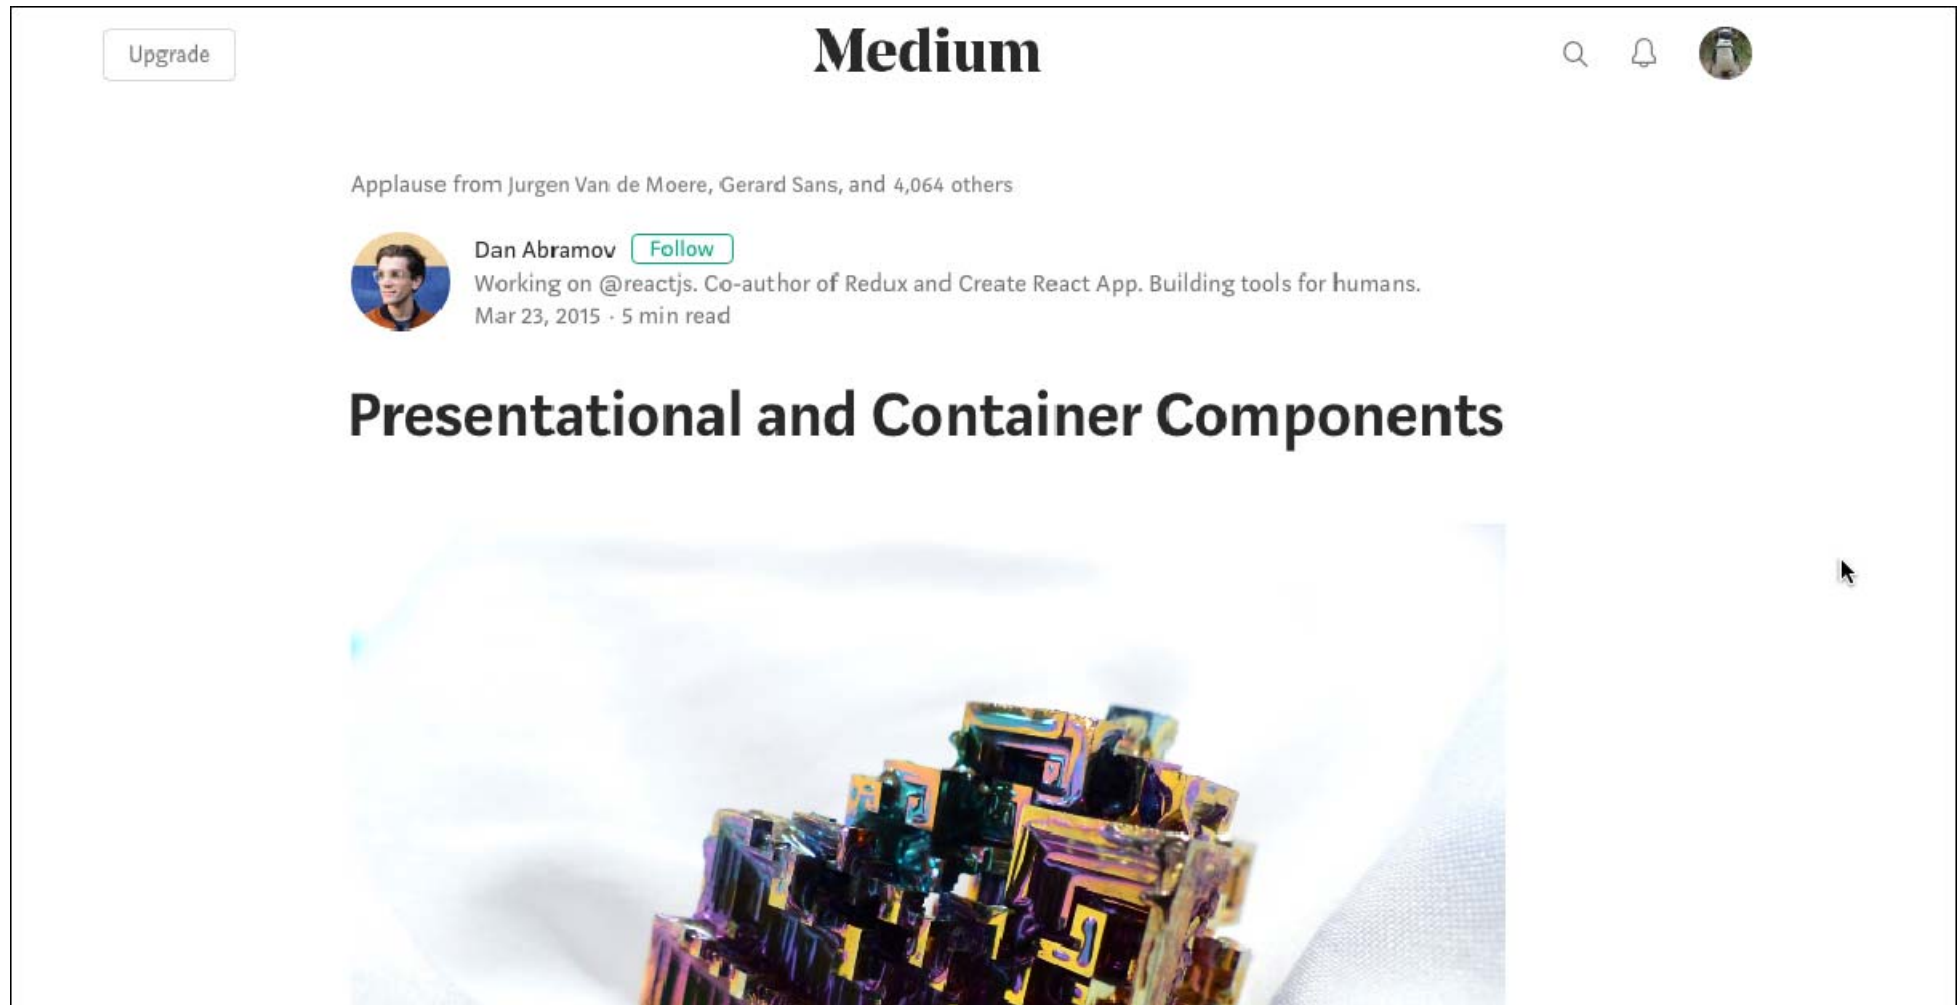 Upgrade
Medium
Applause from Jurgen Van de Moere, Gerard Sans, and 4,064 others
Dan Abramov Follow
Working on @reactjs. Co-author of Redux and Create React App. Building tools for humans.
Mar 23, 2015 · 5 min read
Presentational and Container Components